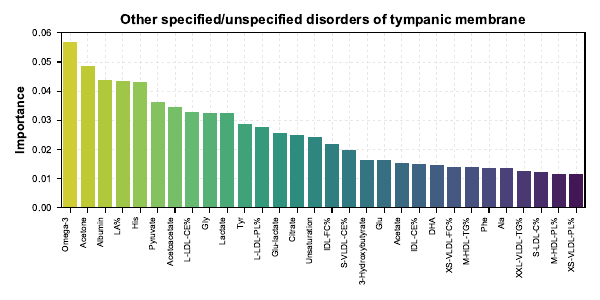 Other specified/unspecified disorders of tympanic membrane
Importance
0.06
0.05
0.04
0.03
0.02
0.01
0.00
Omega-3
Acetone
Albumin
LA%
His
Pyruvate
Acetoacetate
L-LDL-CE%
Gly
Lactate
Tyr
L-LDL-PL%
Glu-lactate
Citrate
Unsaturation
IDL-FC%
S-VLDL-CE%
3-Hydroxybutyrate
Glu
Acetate
IDL-CE%
DHA
XS-VLDL-FC%
M-HDL-TG%
Phe
Ala
XXL-VLDL-TG%
S-LDL-C%
M-HDL-PL%
XS-VLDL-PL%